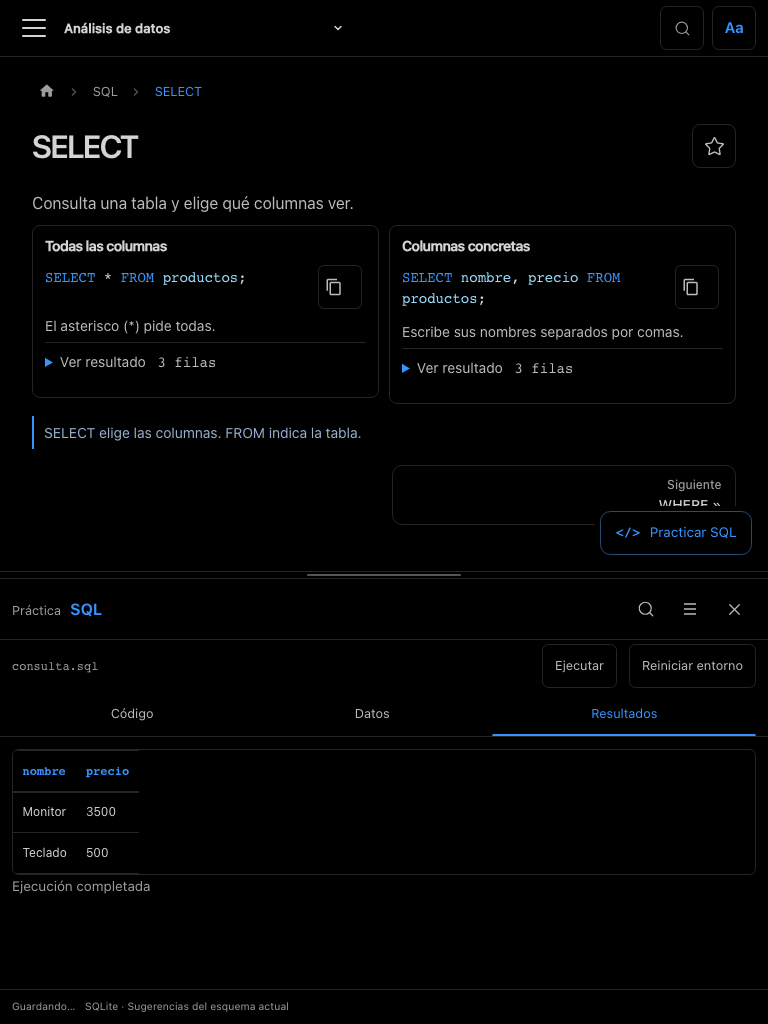 Análisis de datos
Aa
SQL
SELECT
SELECT
Consulta una tabla y elige qué columnas ver.
Todas las columnas
SELECT * FROM productos;
El asterisco (*) pide todas.
Ver resultado 3 filas
Columnas concretas
SELECT nombre, precio FROM
productos;
Escribe sus nombres separados por comas.
Ver resultado 3 filas
SELECT elige las columnas. FROM indica la tabla.
Siguiente
WHERE »
</> Practicar SQL
Práctica SQL
consulta.sql
Ejecutar
Reiniciar entorno
Código
Datos
Resultados
nombre precio
Monitor 3500
Teclado 500
Ejecución completada
Guardando... SQLite · Sugerencias del esquema actual